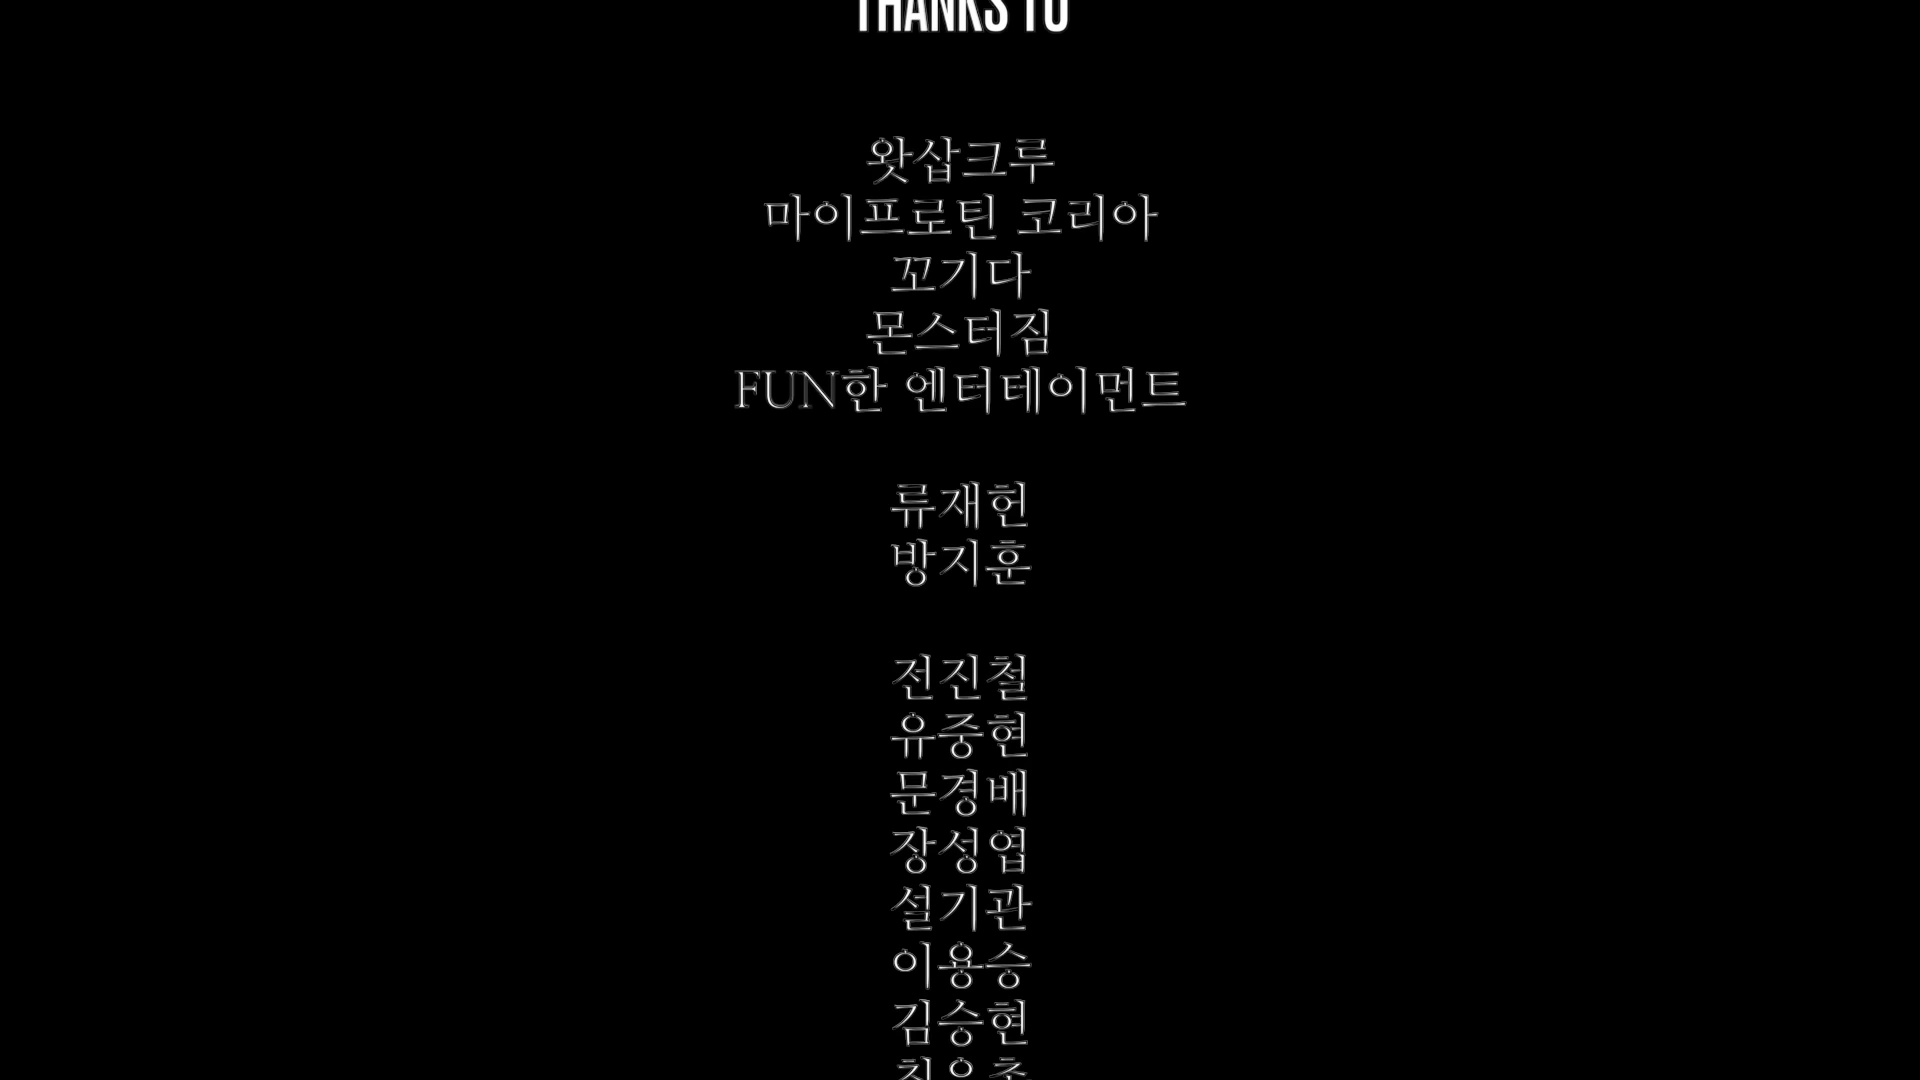 THANKS TO
왓삽크루
마이프로틴 코리아
꼬기다
몬스터짐
FUN한 엔터데이먼트
류재헌
방지훈
전진철
유중현
문경배
장성엽
설기관
이용승
김승현